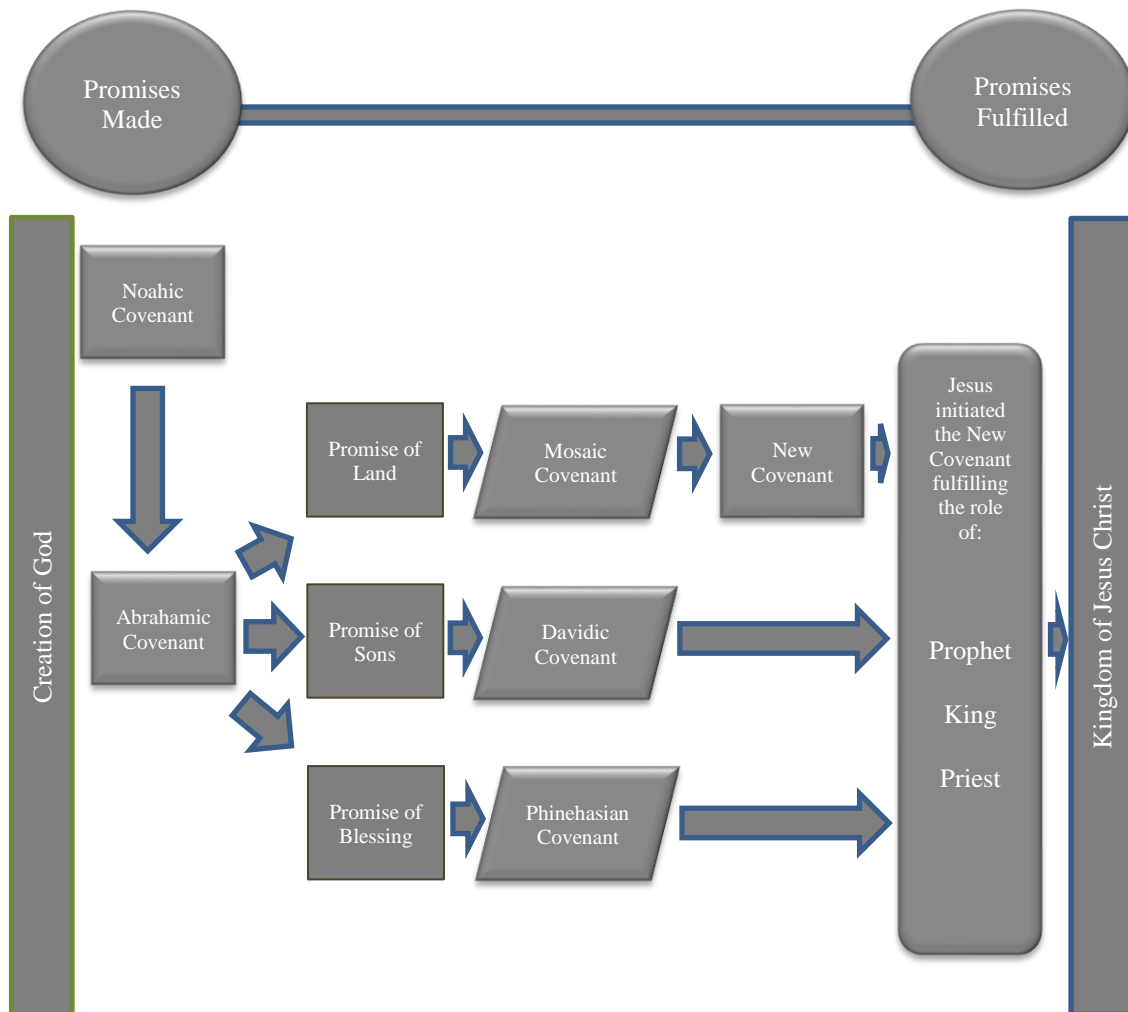 Promises
Made
Promises
Fulfilled
Creation of God
Noahic
Covenant
Abrahamic
Covenant
Promise of
Land
Mosaic
Covenant
New
Covenant
Promise of
Sons
Davidic
Covenant
Promise of
Blessing
Phinehasian
Covenant
Jesus
initiated
the New
Covenant
fulfilling
the role
of:
Prophet
King
Priest
Kingdom of Jesus Christ